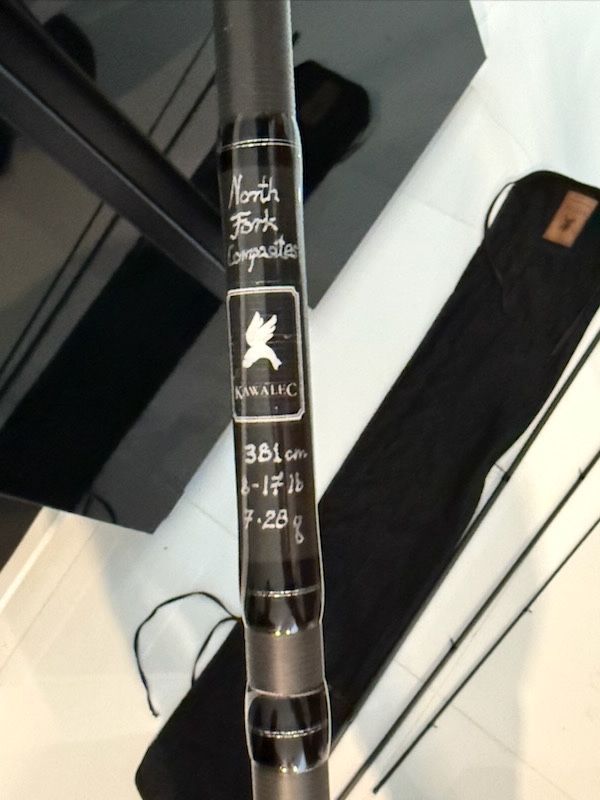 North
Fork
Composites
KAWALEC
381 cm
8-17 lb
7-28 g